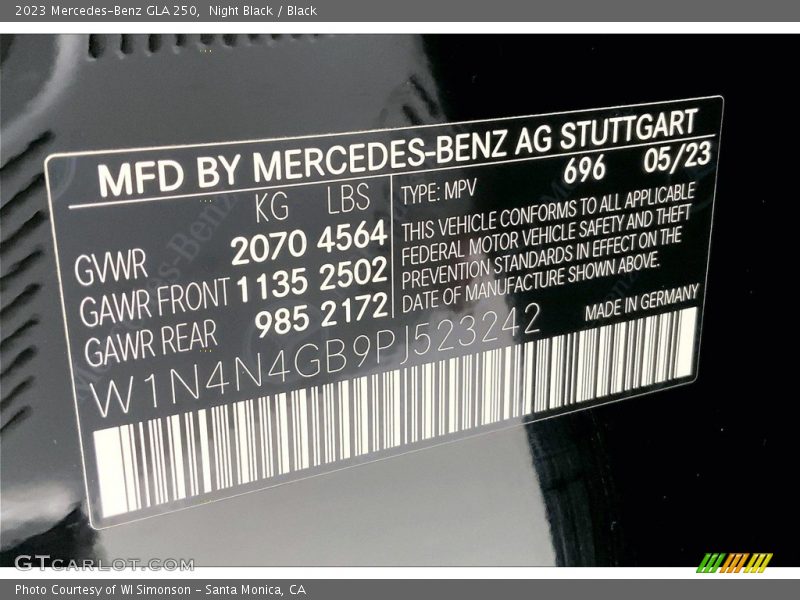 2023 Mercedes-Benz GLA 250, Night Black / Black
MFD BY MERCEDES-BENZ AG STUTTGART
696 05/23
KG LBS
GVWR 2070 4564
GAWR FRONT 1135 2502
GAWR REAR 985 2172
TYPE: MPV
THIS VEHICLE CONFORMS TO ALL APPLICABLE
FEDERAL MOTOR VEHICLE SAFETY AND THEFT
PREVENTION STANDARDS IN EFFECT ON THE
DATE OF MANUFACTURE SHOWN ABOVE.
MADE IN GERMANY
W1N4N4GB9PJ523242
GTCARLOT.COM
Photo Courtesy of WI Simonson - Santa Monica, CA